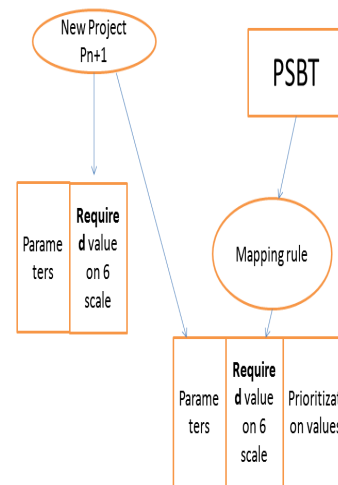 New Project
Pn+1
PSBT
Parame
ters
Require
d value
on 6
scale
Mapping rule
Parame
ters
Require
d value
on 6
scale
Prioritizat
on values